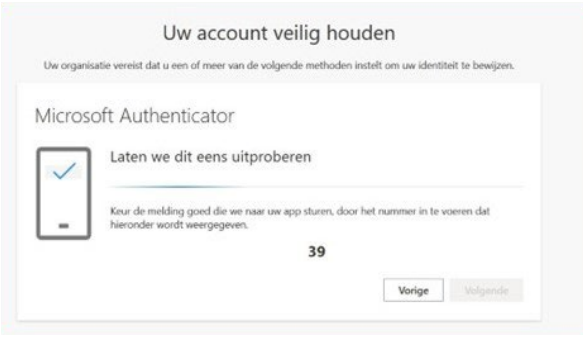 Uw account veilig houden
Uw organisatie vereist dat u een of meer van de volgende methoden instelt om uw identiteit te bewijzen.
Microsoft Authenticator
Laten we dit eens uitproberen
Keur de melding goed die we naar uw app sturen, door het nummer in te voeren dat
hieronder wordt weergegeven.
39
Vorige
Volgende